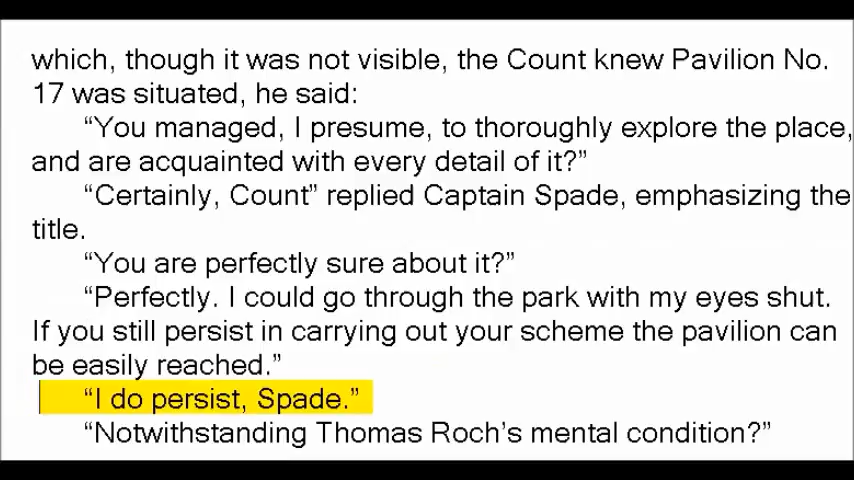 which, though it was not visible, the Count knew Pavilion No.
17 was situated, he said:
“You managed, I presume, to thoroughly explore the place,
and are acquainted with every detail of it?”
“Certainly, Count” replied Captain Spade, emphasizing the
title.
“You are perfectly sure about it?”
“Perfectly. I could go through the park with my eyes shut.
If you still persist in carrying out your scheme the pavilion can
be easily reached.”
“I do persist, Spade.”
“Notwithstanding Thomas Roch’s mental condition?”